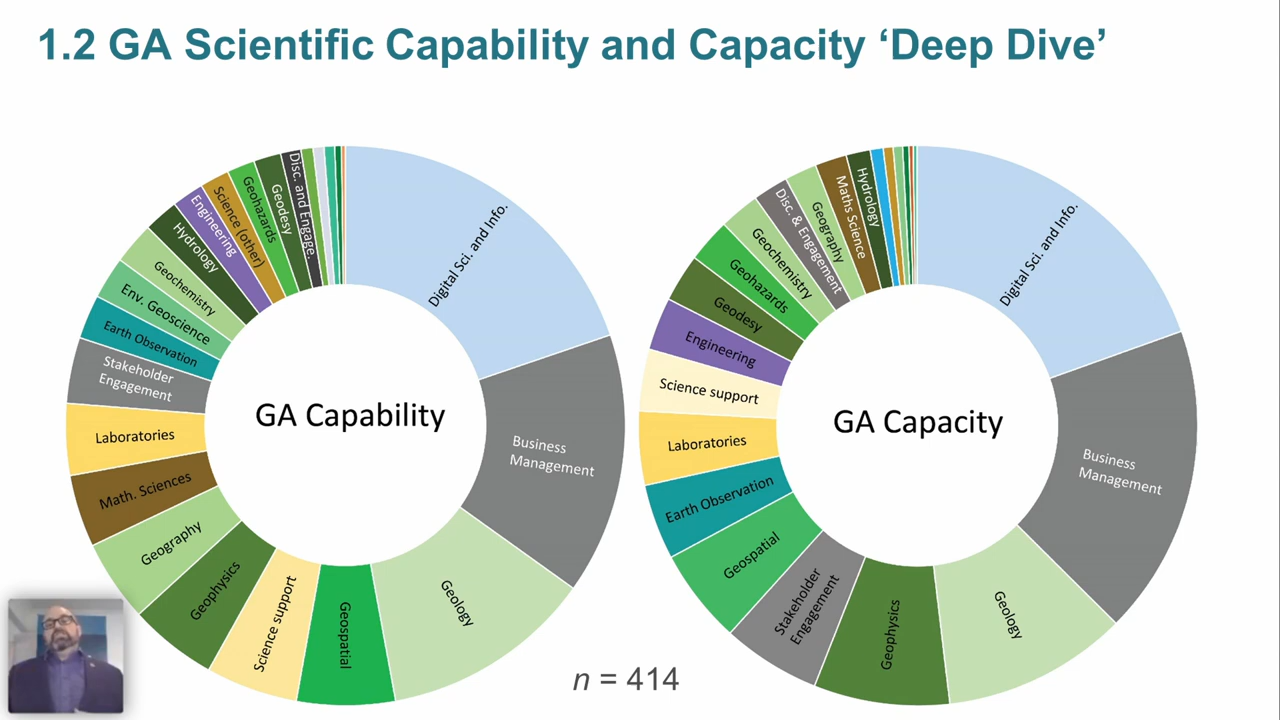 1.2 GA Scientific Capability and Capacity ‘Deep Dive’
GA Capability
Digital Sci. and Info.
Business
Management
Geology
Geospatial
Science support
Geophysics
Geography
Math. Sciences
Laboratories
Stakeholder
Engagement
Earth Observation
Env. Geoscience
Geochemistry
Hydrology
Engineering
Science (other)
Geohazards
Geodesy
Disc. and Engage.
GA Capacity
Digital Sci. and Info.
Business
Management
Geology
Geophysics
Stakeholder
Engagement
Geospatial
Earth Observation
Laboratories
Science support
Engineering
Geodesy
Geohazards
Geochemistry
Disc. & Engagement
Geography
Maths Science
Hydrology
n = 414